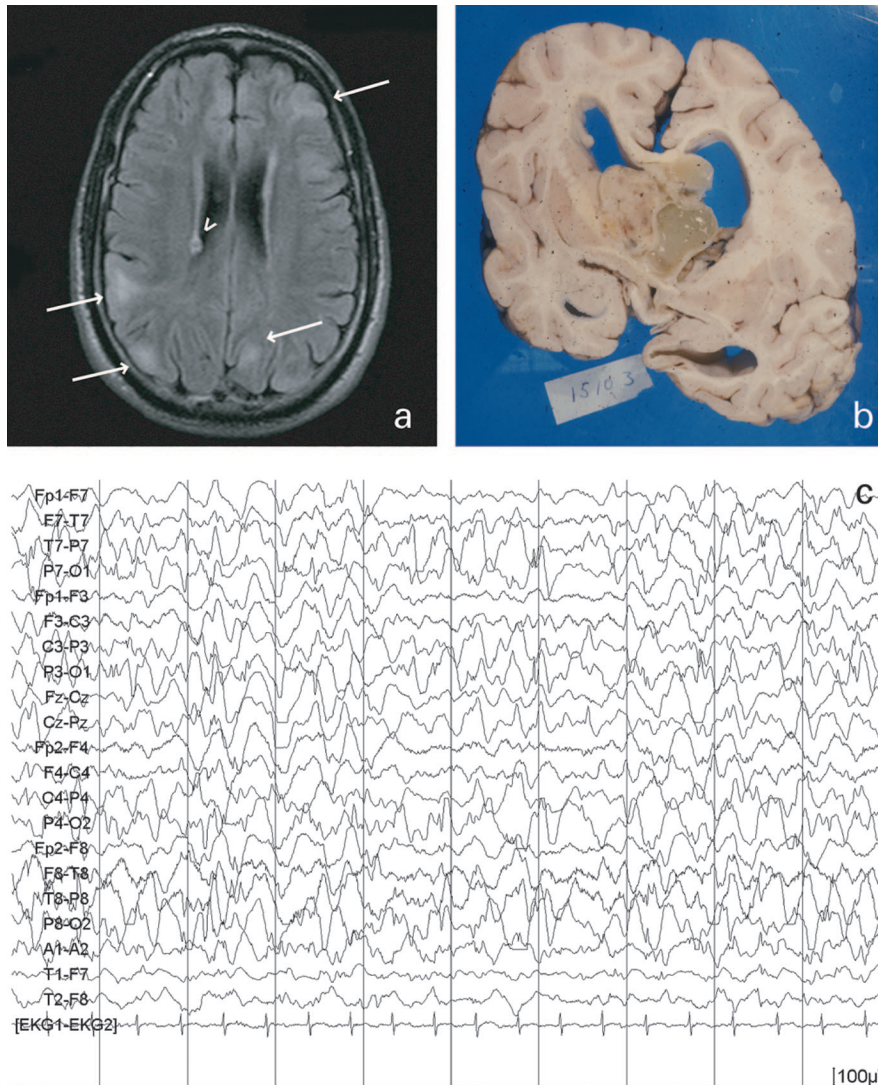 a
b
15103
c
Fp1-F7
F7-T7
T7-P7
P7-O1
Fp1-F3
F3-C3
C3-P3
P3-O1
Fz-Cz
Cz-Pz
Fp2-F4
F4-C4
C4-P4
P4-O2
Fp2-F8
F8-T8
T8-P8
P8-O2
A1-A2
T1-F7
T2-F8
[EKG1-EKG2]
100µ